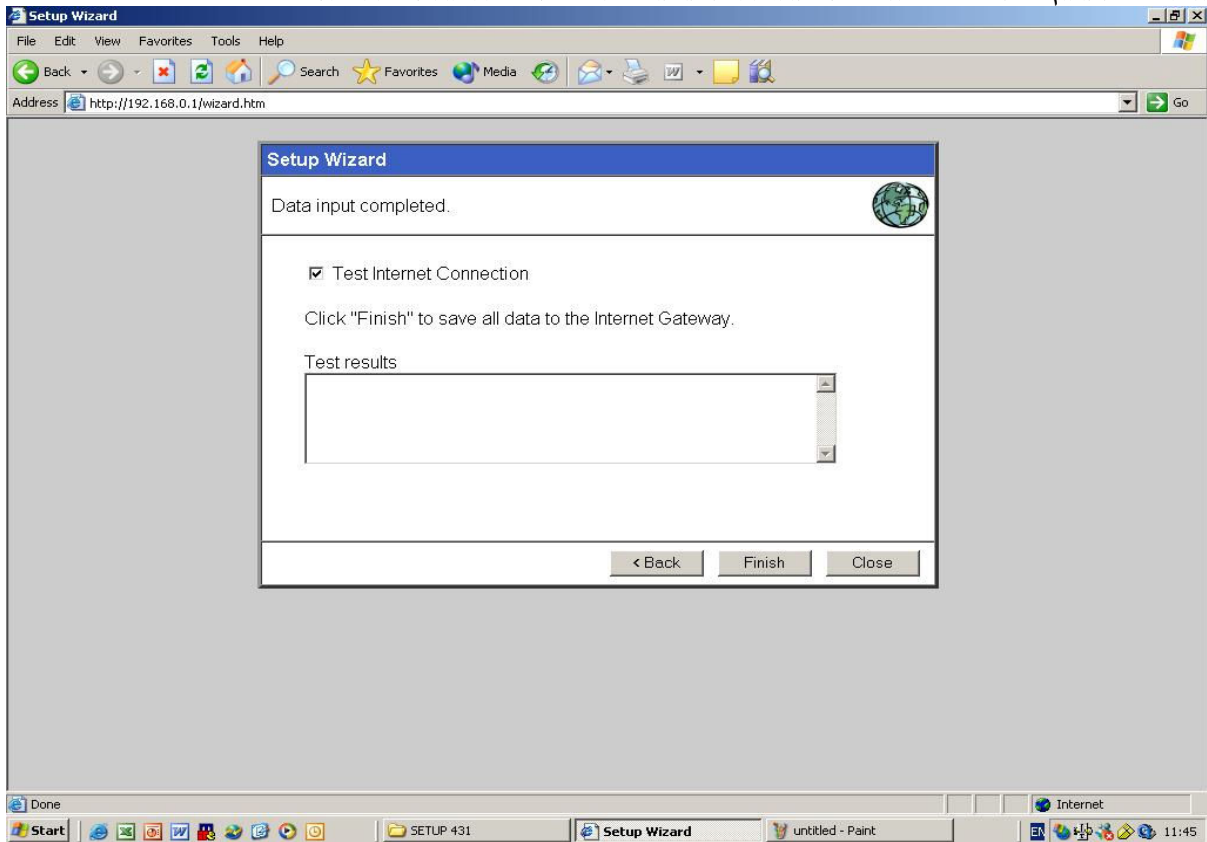 Setup Wizard
File Edit View Favorites Tools Help
Back Search Favorites Media
Address http://192.168.0.1/wizard.htm Go
Setup Wizard
Data input completed.
Test Internet Connection
Click "Finish" to save all data to the Internet Gateway.
Test results
< Back Finish Close
Done Internet
Start SETUP 431 Setup Wizard untitled - Paint EN 11:45